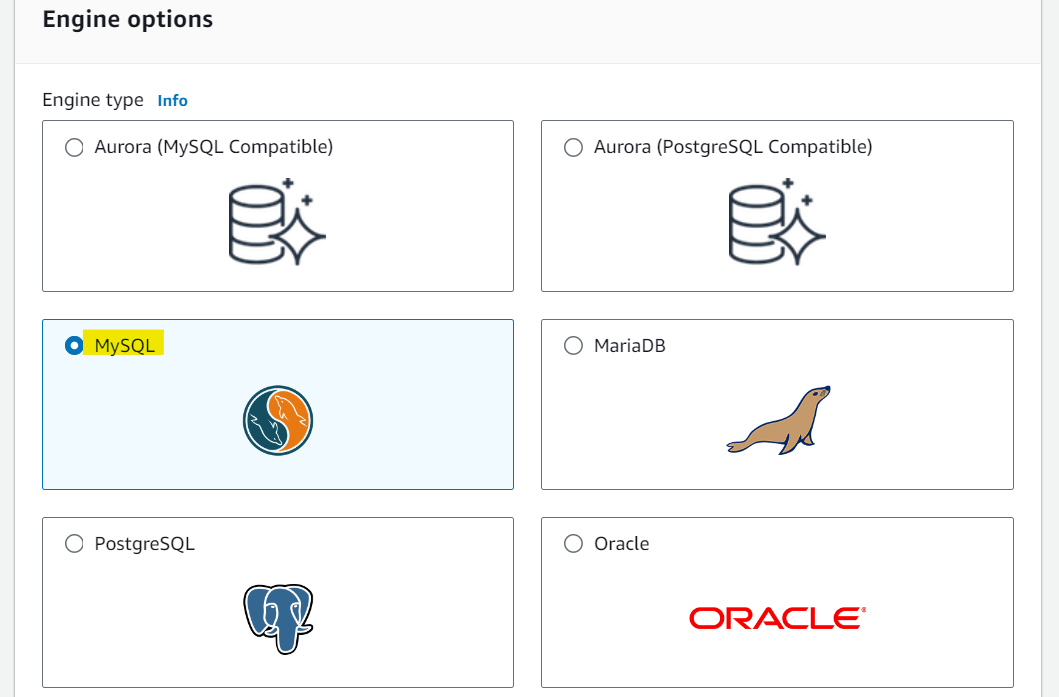 Engine options
Engine type Info
Aurora (MySQL Compatible)
Aurora (PostgreSQL Compatible)
MySQL
MariaDB
PostgreSQL
Oracle
ORACLE®